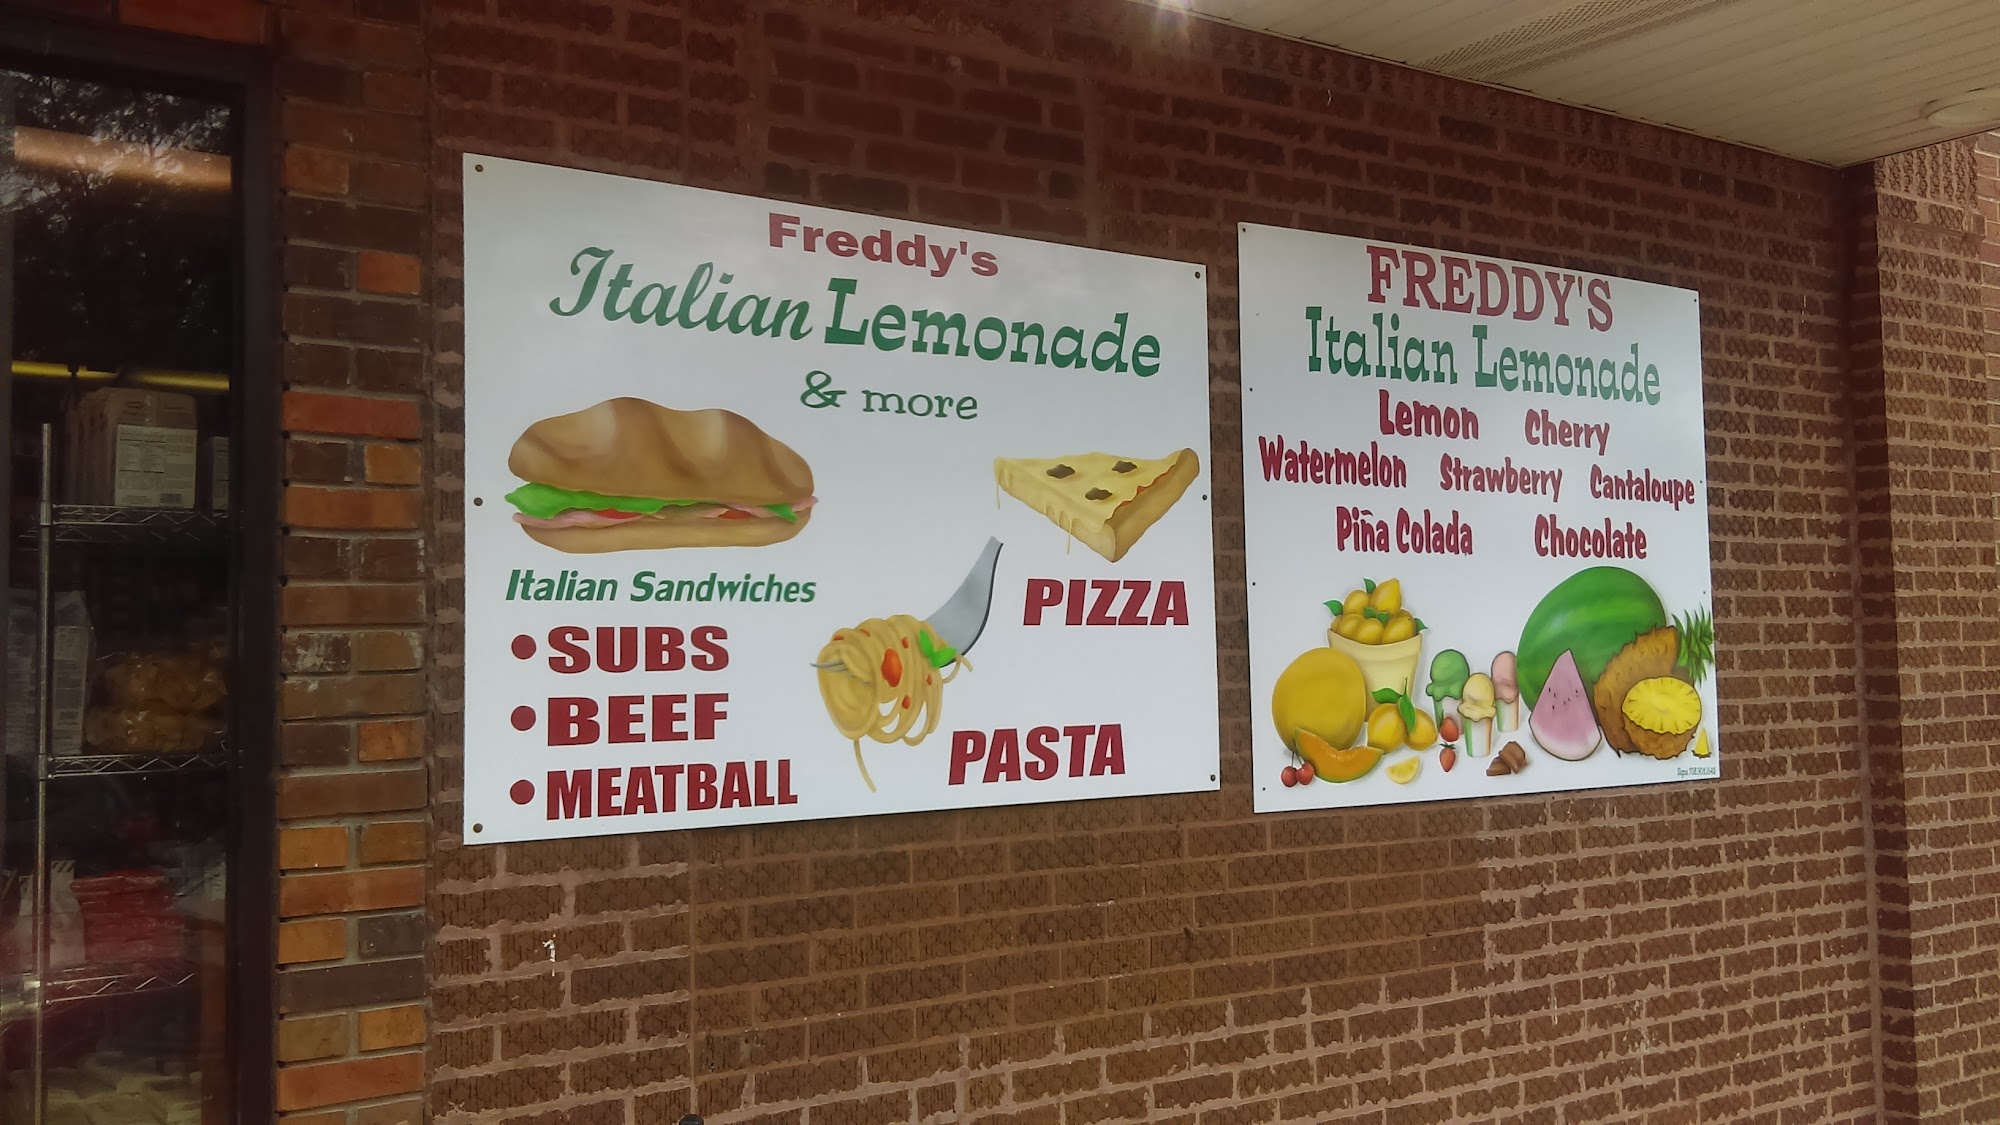 Freddy's
Italian Lemonade
& more
Italian Sandwiches
• SUBS
• BEEF
• MEATBALL
PIZZA
PASTA
FREDDY'S
Italian Lemonade
Lemon Cherry
Watermelon Strawberry Cantaloupe
Piña Colada Chocolate